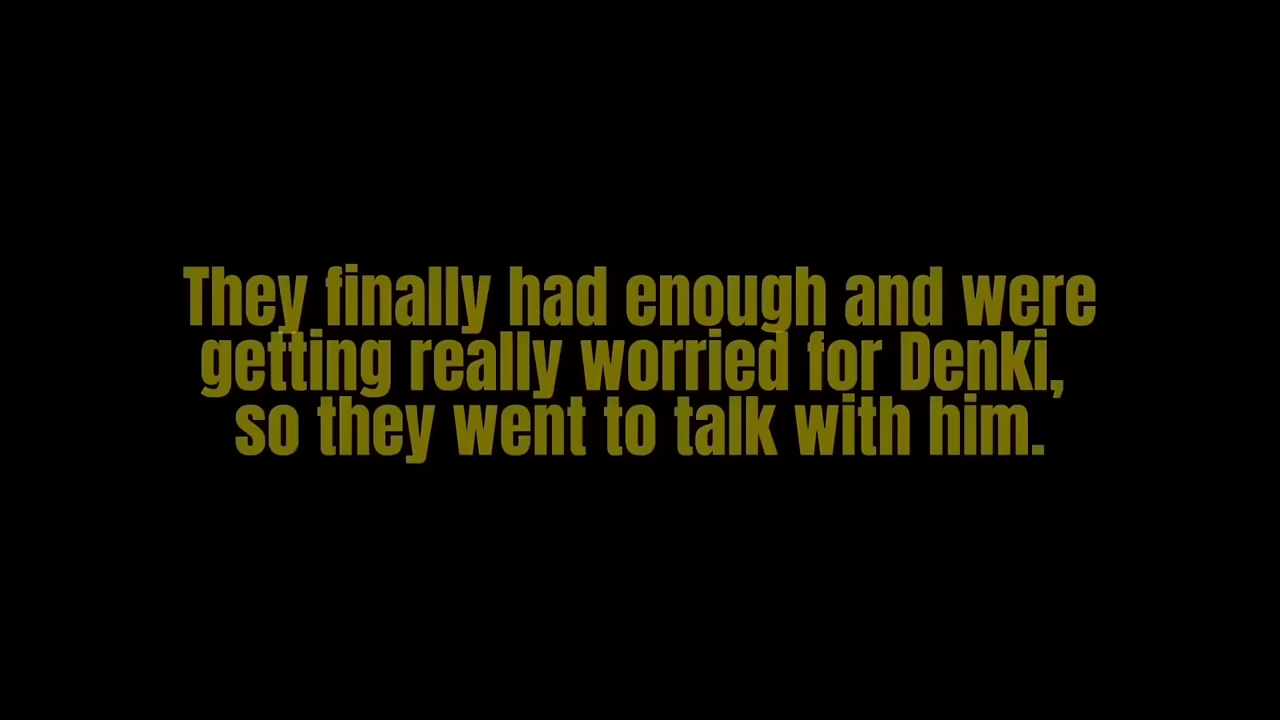 They finally had enough and were
getting really worried for Denki,
so they went to talk with him.